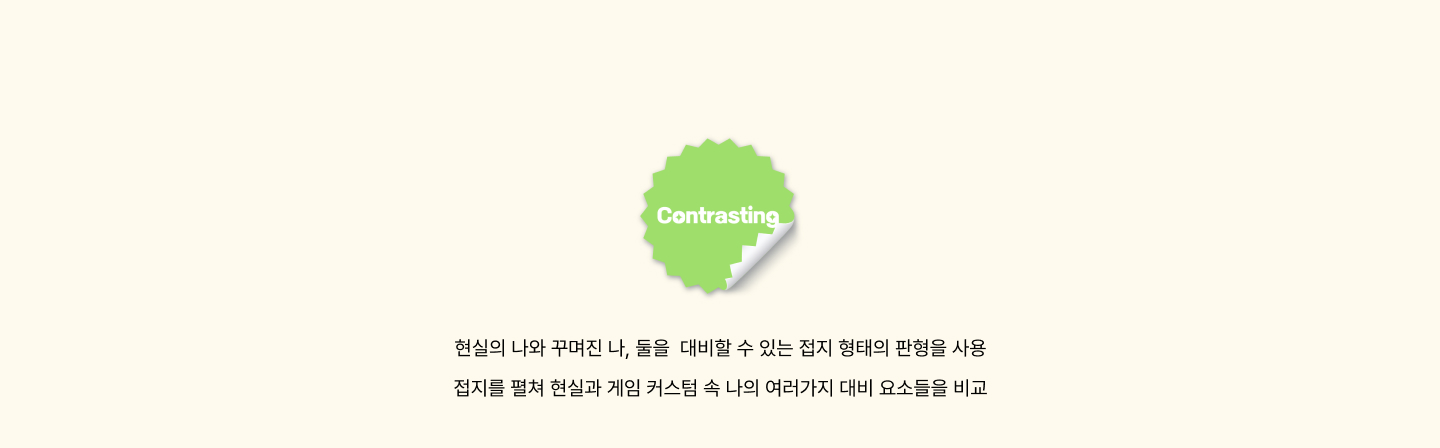 Contrasting
현실의 나와 꾸며진 나, 둘을  대비할 수 있는 접지 형태의 판형을 사용
접지를 펼쳐 현실과 게임 커스텀 속 나의 여러가지 대비 요소들을 비교